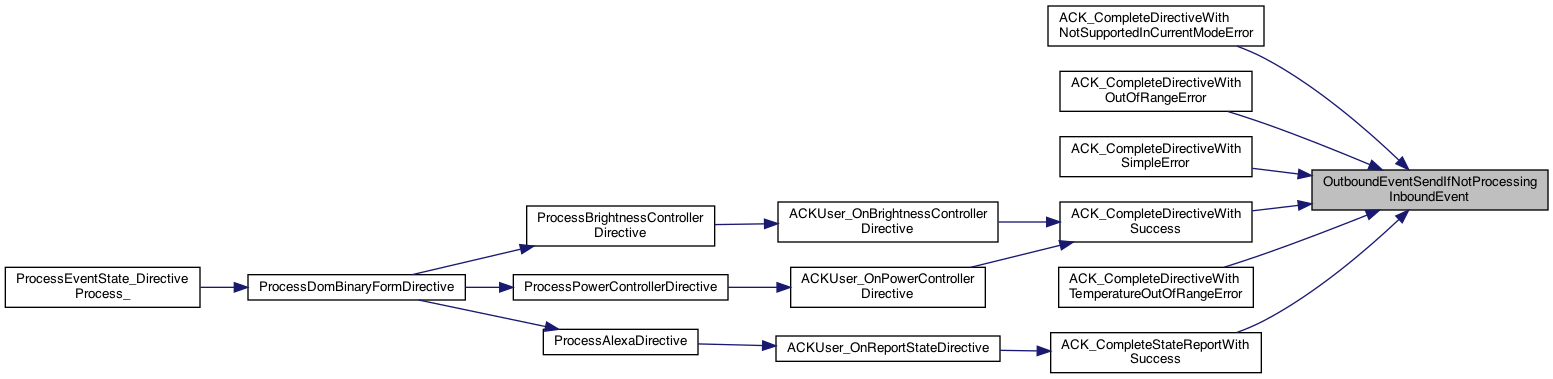 ACK_CompleteDirectiveWith
NotSupportedInCurrentModeError
ACK_CompleteDirectiveWith
OutOfRangeError
ACK_CompleteDirectiveWith
SimpleError
OutboundEventSendIfNotProcessing
InboundEvent
ProcessBrightnessController
Directive
ACKUser_OnBrightnessController
Directive
ACK_CompleteDirectiveWith
Success
ProcessEventState_Directive
Process_
ProcessDomBinaryFormDirective
ProcessPowerControllerDirective
ACKUser_OnPowerController
Directive
ACK_CompleteDirectiveWith
TemperatureOutOfRangeError
ProcessAlexaDirective
ACKUser_OnReportStateDirective
ACK_CompleteStateReportWith
Success